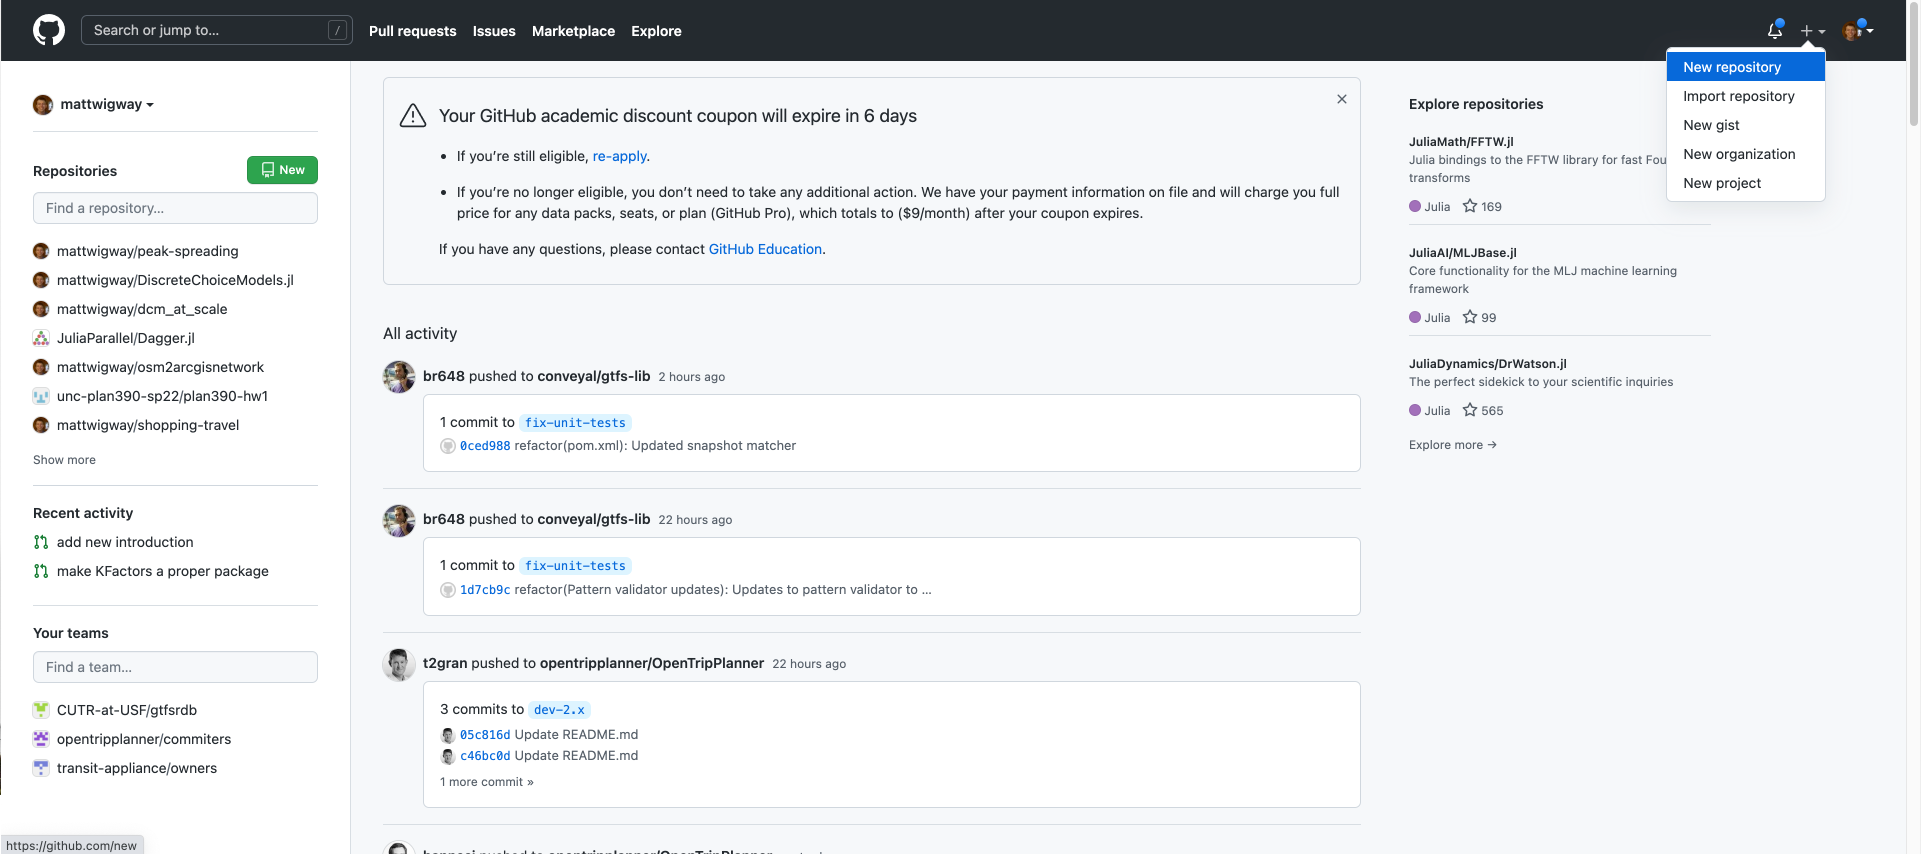 Search or jump to…
/
Pull requests
Issues
Marketplace
Explore
New repository
Import repository
New gist
New organization
New project
mattwigway
Repositories
New
Find a repository…
mattwigway/peak-spreading
mattwigway/DiscreteChoiceModels.jl
mattwigway/dcm_at_scale
JuliaParallel/Dagger.jl
mattwigway/osm2arcgisnetwork
unc-plan390-sp22/plan390-hw1
mattwigway/shopping-travel
Show more
Recent activity
add new introduction
make KFactors a proper package
Your teams
Find a team…
CUTR-at-USF/gtfsrdb
opentripplanner/commiters
transit-appliance/owners
https://github.com/new
Your GitHub academic discount coupon will expire in 6 days
• If you’re still eligible, re-apply.
• If you’re no longer eligible, you don’t need to take any additional action. We have your payment information on file and will charge you full
price for any data packs, seats, or plan (GitHub Pro), which totals to ($9/month) after your coupon expires.
If you have any questions, please contact GitHub Education.
All activity
br648 pushed to conveyal/gtfs-lib 2 hours ago
1 commit to fix-unit-tests
0ced988 refactor(pom.xml): Updated snapshot matcher
br648 pushed to conveyal/gtfs-lib 22 hours ago
1 commit to fix-unit-tests
1d7cb9c refactor(Pattern validator updates): Updates to pattern validator to …
t2gran pushed to opentripplanner/OpenTripPlanner 22 hours ago
3 commits to dev-2.x
05c816d Update README.md
c46bc0d Update README.md
1 more commit »
pushed to opentripplanner/OpenTripPlanner
Explore repositories
JuliaMath/FFTW.jl
Julia bindings to the FFTW library for fast Fou
transforms
Julia 169
JuliaAI/MLJBase.jl
Core functionality for the MLJ machine learning
framework
Julia 99
JuliaDynamics/DrWatson.jl
The perfect sidekick to your scientific inquiries
Julia 565
Explore more →